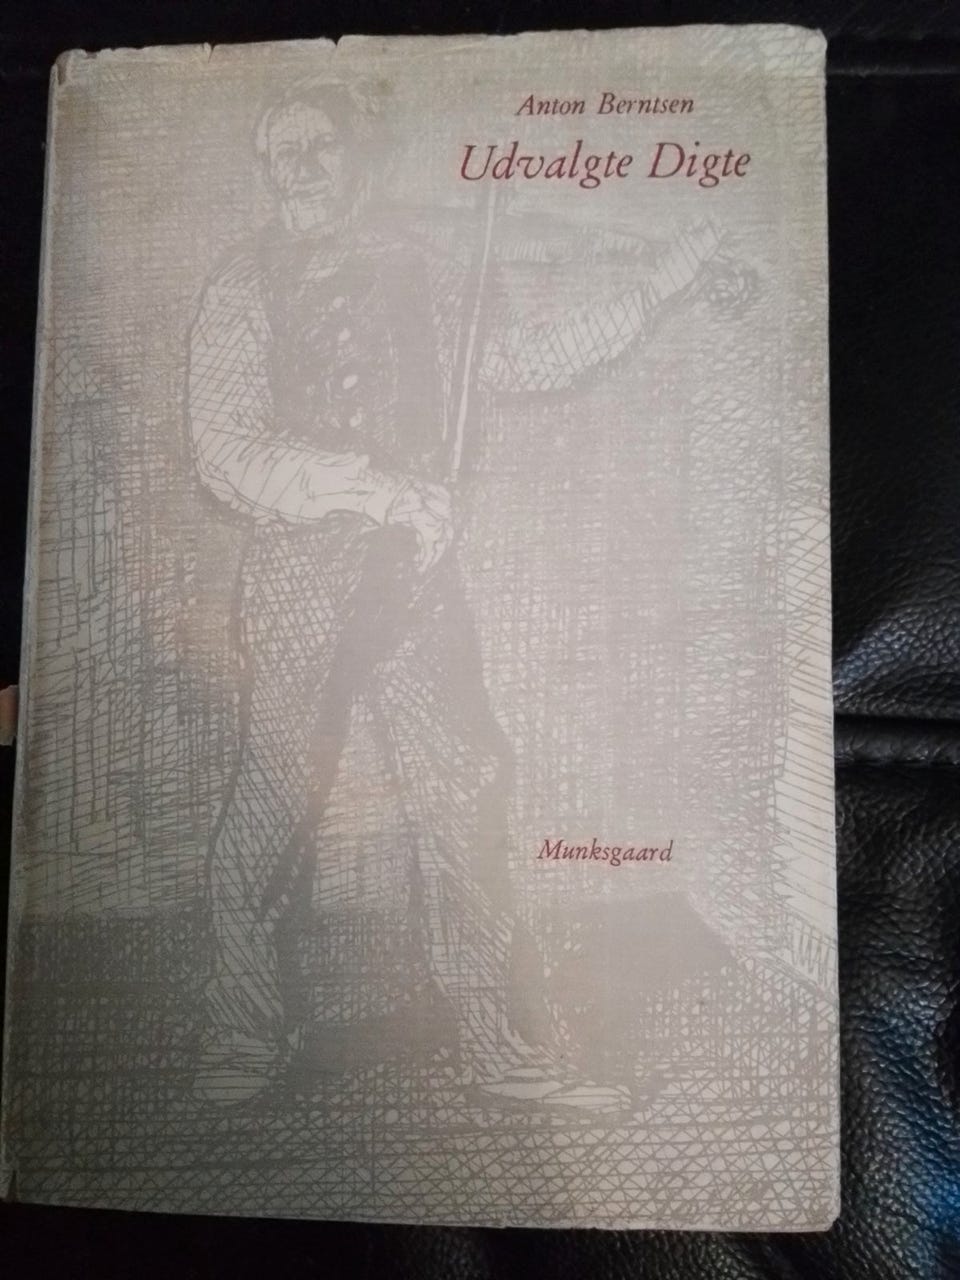 Anton Berntsen
Udvalgte Digte
Munksgaard